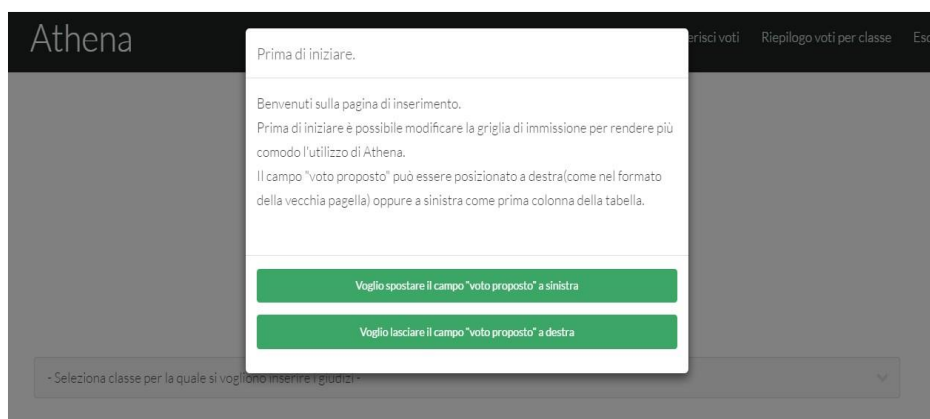 Athena
erisci voti Riepilogo voti per classe Esc
Prima di iniziare.
Benvenuti sulla pagina di inserimento.
Prima di iniziare è possibile modificare la griglia di immissione per rendere più
comodo l'utilizzo di Athena.
Il campo "voto proposto" può essere posizionato a destra(come nel formato
della vecchia pagella) oppure a sinistra come prima colonna della tabella.
Voglio spostare il campo "voto proposto" a sinistra
Voglio lasciare il campo "voto proposto" a destra
- Seleziona classe per la quale si vogliono inserire i giudizi -